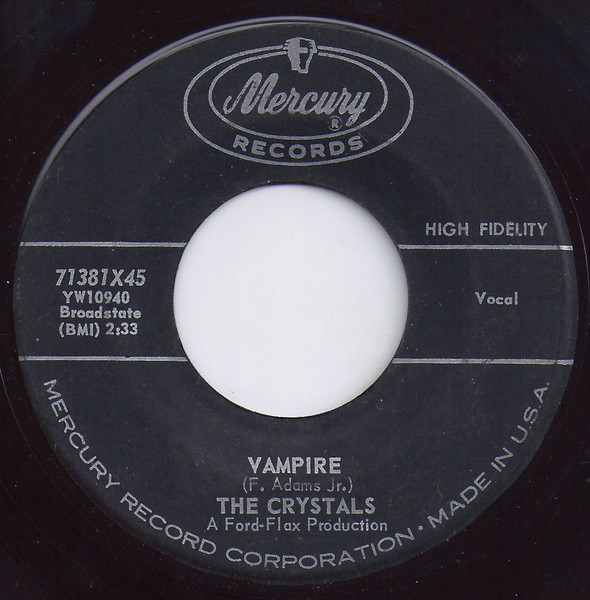 Mercury
®
RECORDS
HIGH FIDELITY
71381X45
YW10940
Broadstate
(BMI) 2:33
Vocal
VAMPIRE
(F. Adams Jr.)
THE CRYSTALS
A Ford-Flax Production
MERCURY RECORD CORPORATION • MADE IN U.S.A.